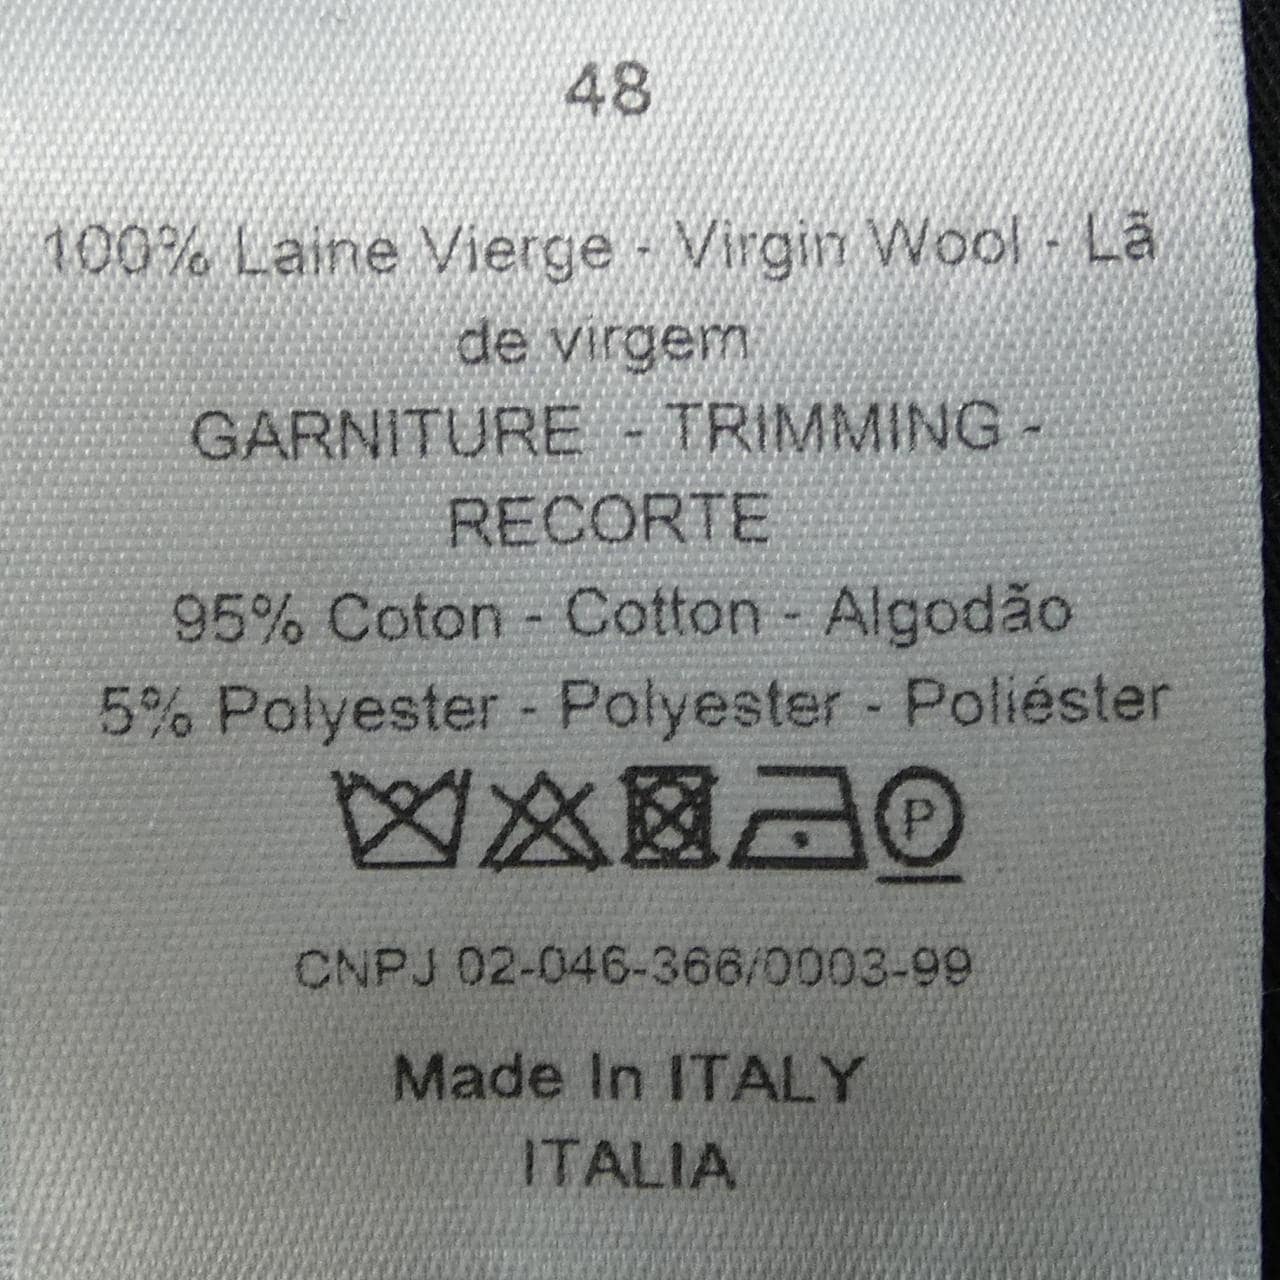 48
100% Laine Vierge - Virgin Wool - Lã
de virgem
GARNITURE - TRIMMING -
RECORTE
95% Coton - Cotton - Algodão
5% Polyester - Polyester - Poliéster
P
CNPJ 02-046-366/0003-99
Made In ITALY
ITALIA